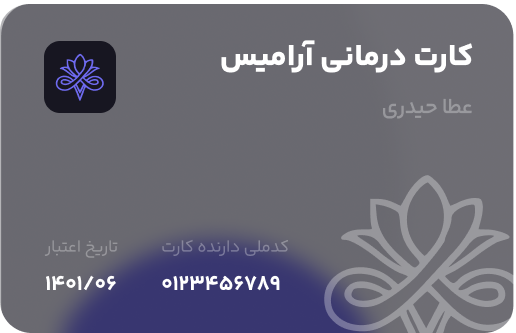 کارت درمانی آرامیس
عطا حیدری
کدملی دارنده کارت
۰۱۲۳۴۵۶۷۸۹
تاریخ اعتبار
۱۴۰۱/۰۶